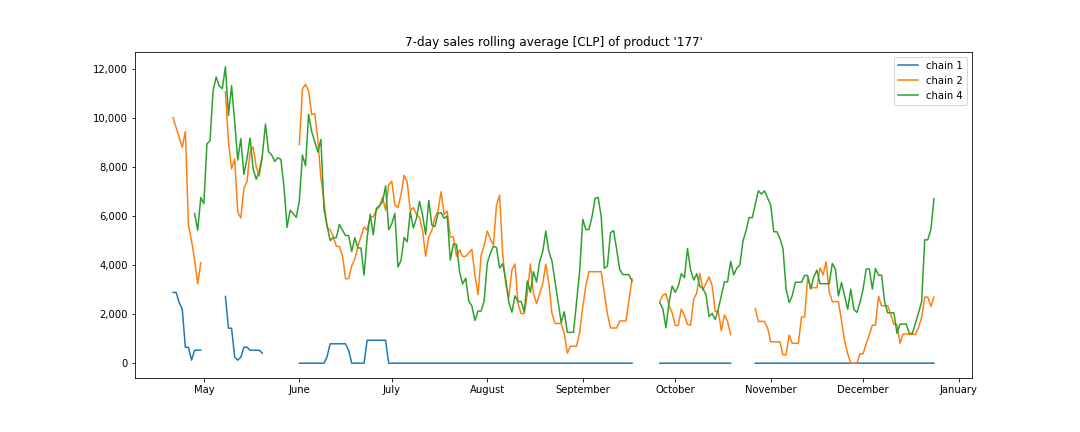 7-day sales rolling average [CLP] of product '177'
chain 1
chain 2
chain 4
12,000
10,000
8,000
6,000
4,000
2,000
0
May June July August September October November December January